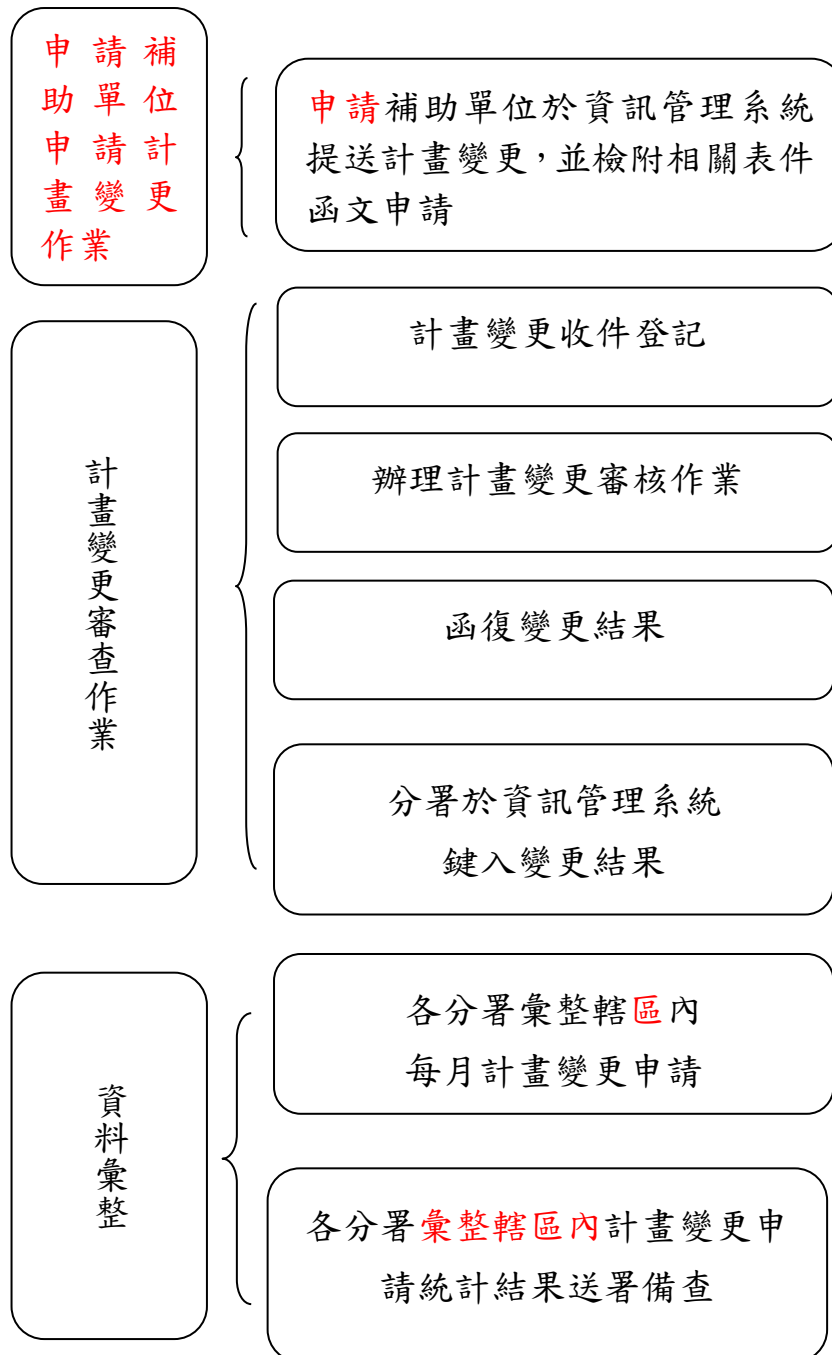 申請補
助單位
申請計
畫變更
作業
申請補助單位於資訊管理系統
提送計畫變更，並檢附相關表件
函文申請
計畫變更審查作業
計畫變更收件登記
辦理計畫變更審核作業
函復變更結果
分署於資訊管理系統
鍵入變更結果
資料彙整
各分署彙整轄區內
每月計畫變更申請
各分署彙整轄區內計畫變更申
請統計結果送署備查